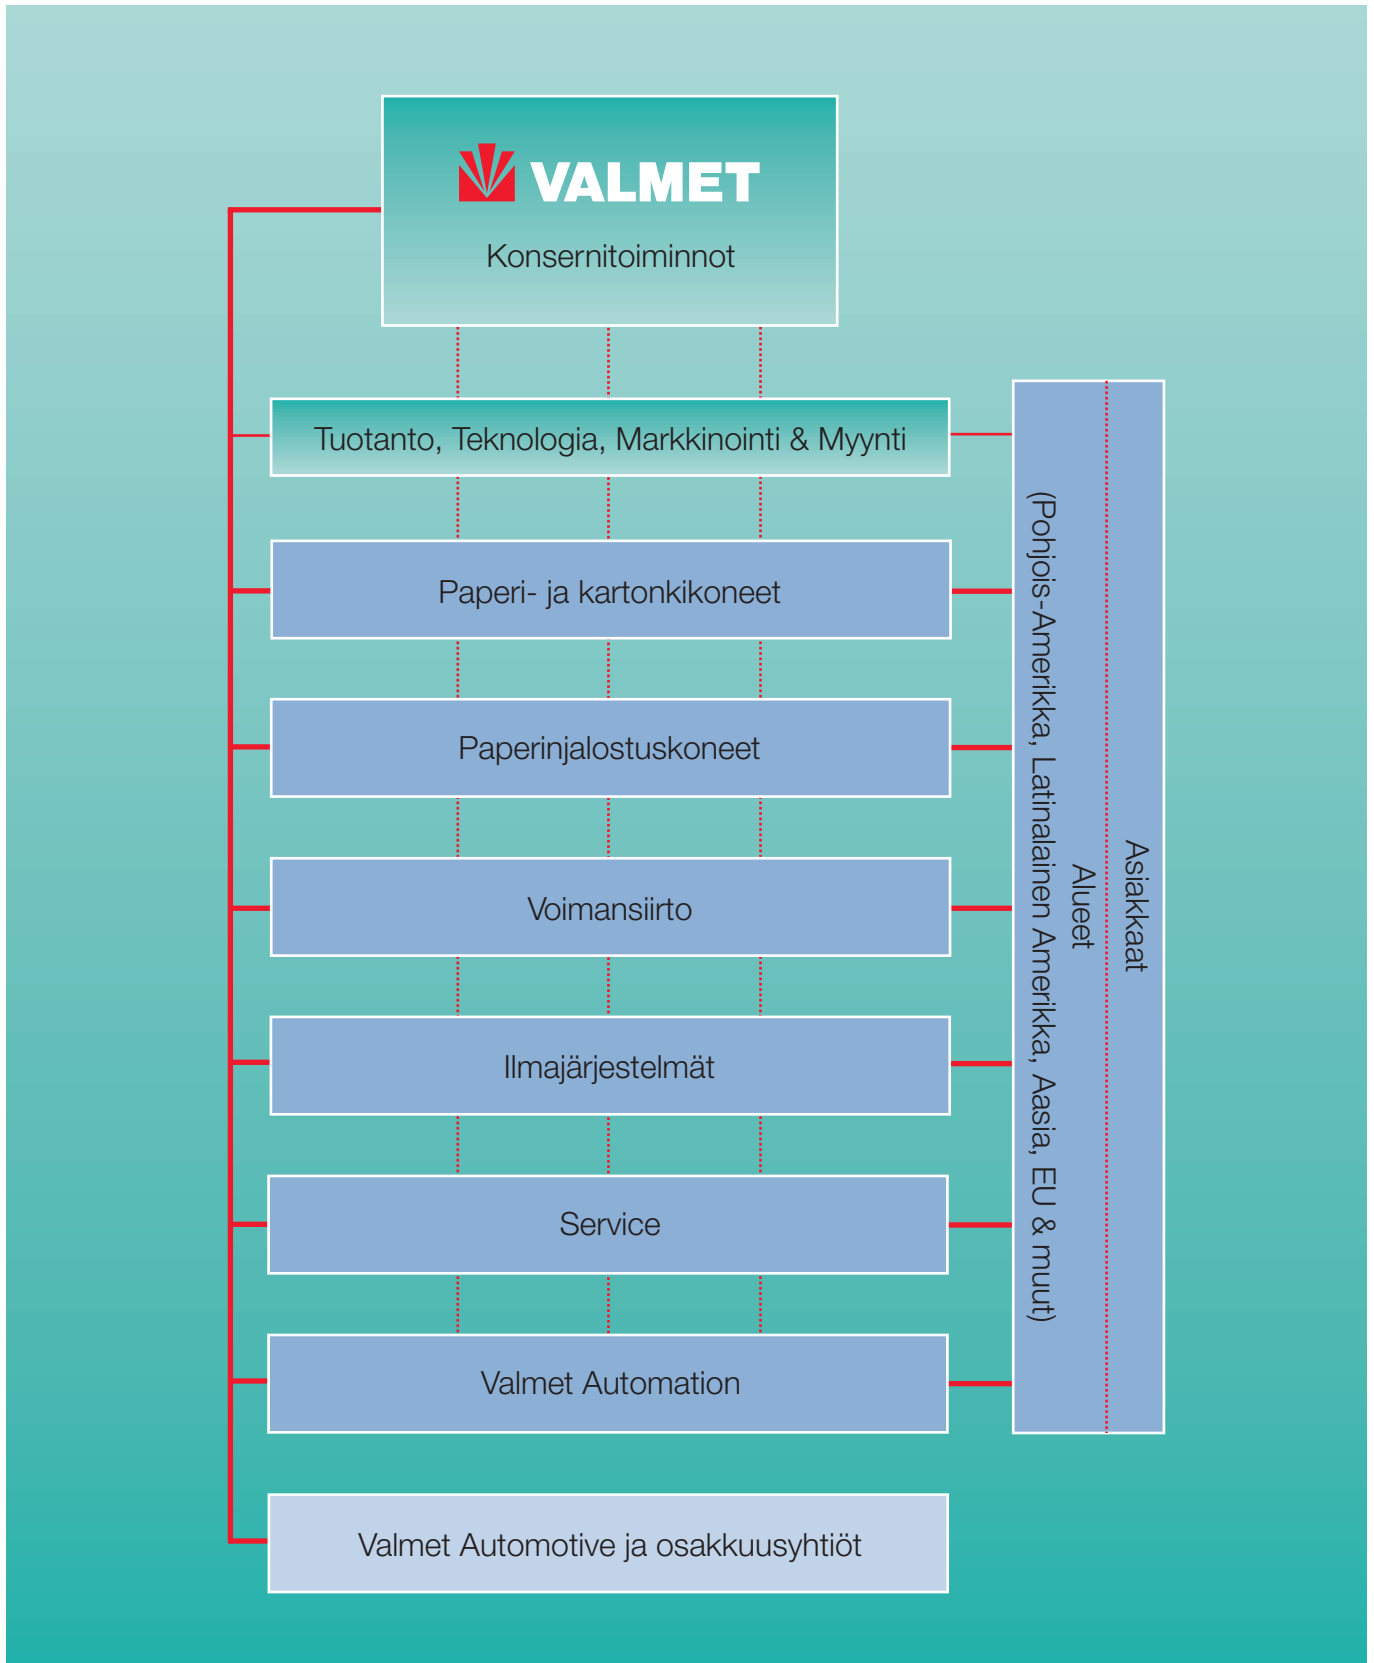 VALMET
Konsernitoiminnot
Tuotanto, Teknologia, Markkinointi & Myynti
Paperi- ja kartonkikoneet
Paperinjalostuskoneet
Voimansiirto
Ilmajärjestelmät
Service
Valmet Automation
Valmet Automotive ja osakkuusyhtiöt
Asiakkaat
Alueet
(Pohjois-Amerikka, Latinalainen Amerikka, Aasia, EU & muut)